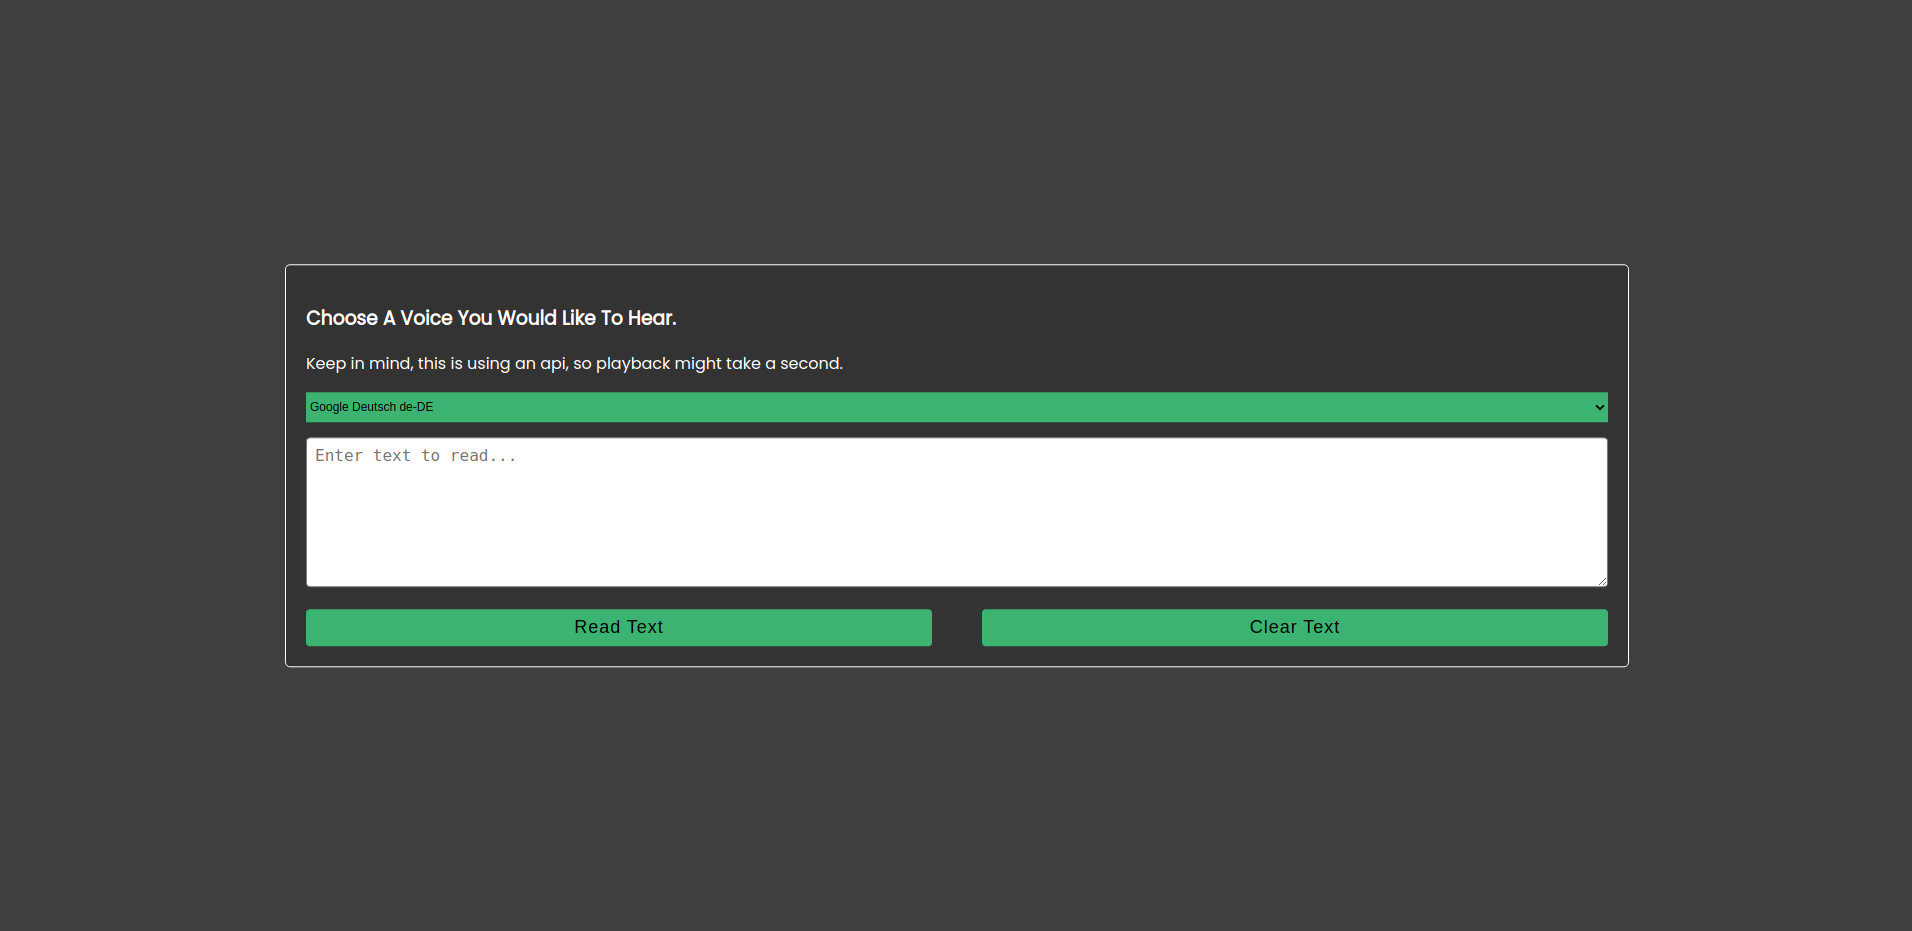 Choose A Voice You Would Like To Hear.
Keep in mind, this is using an api, so playback might take a second.
Google Deutsch de-DE
Enter text to read...
Read Text
Clear Text